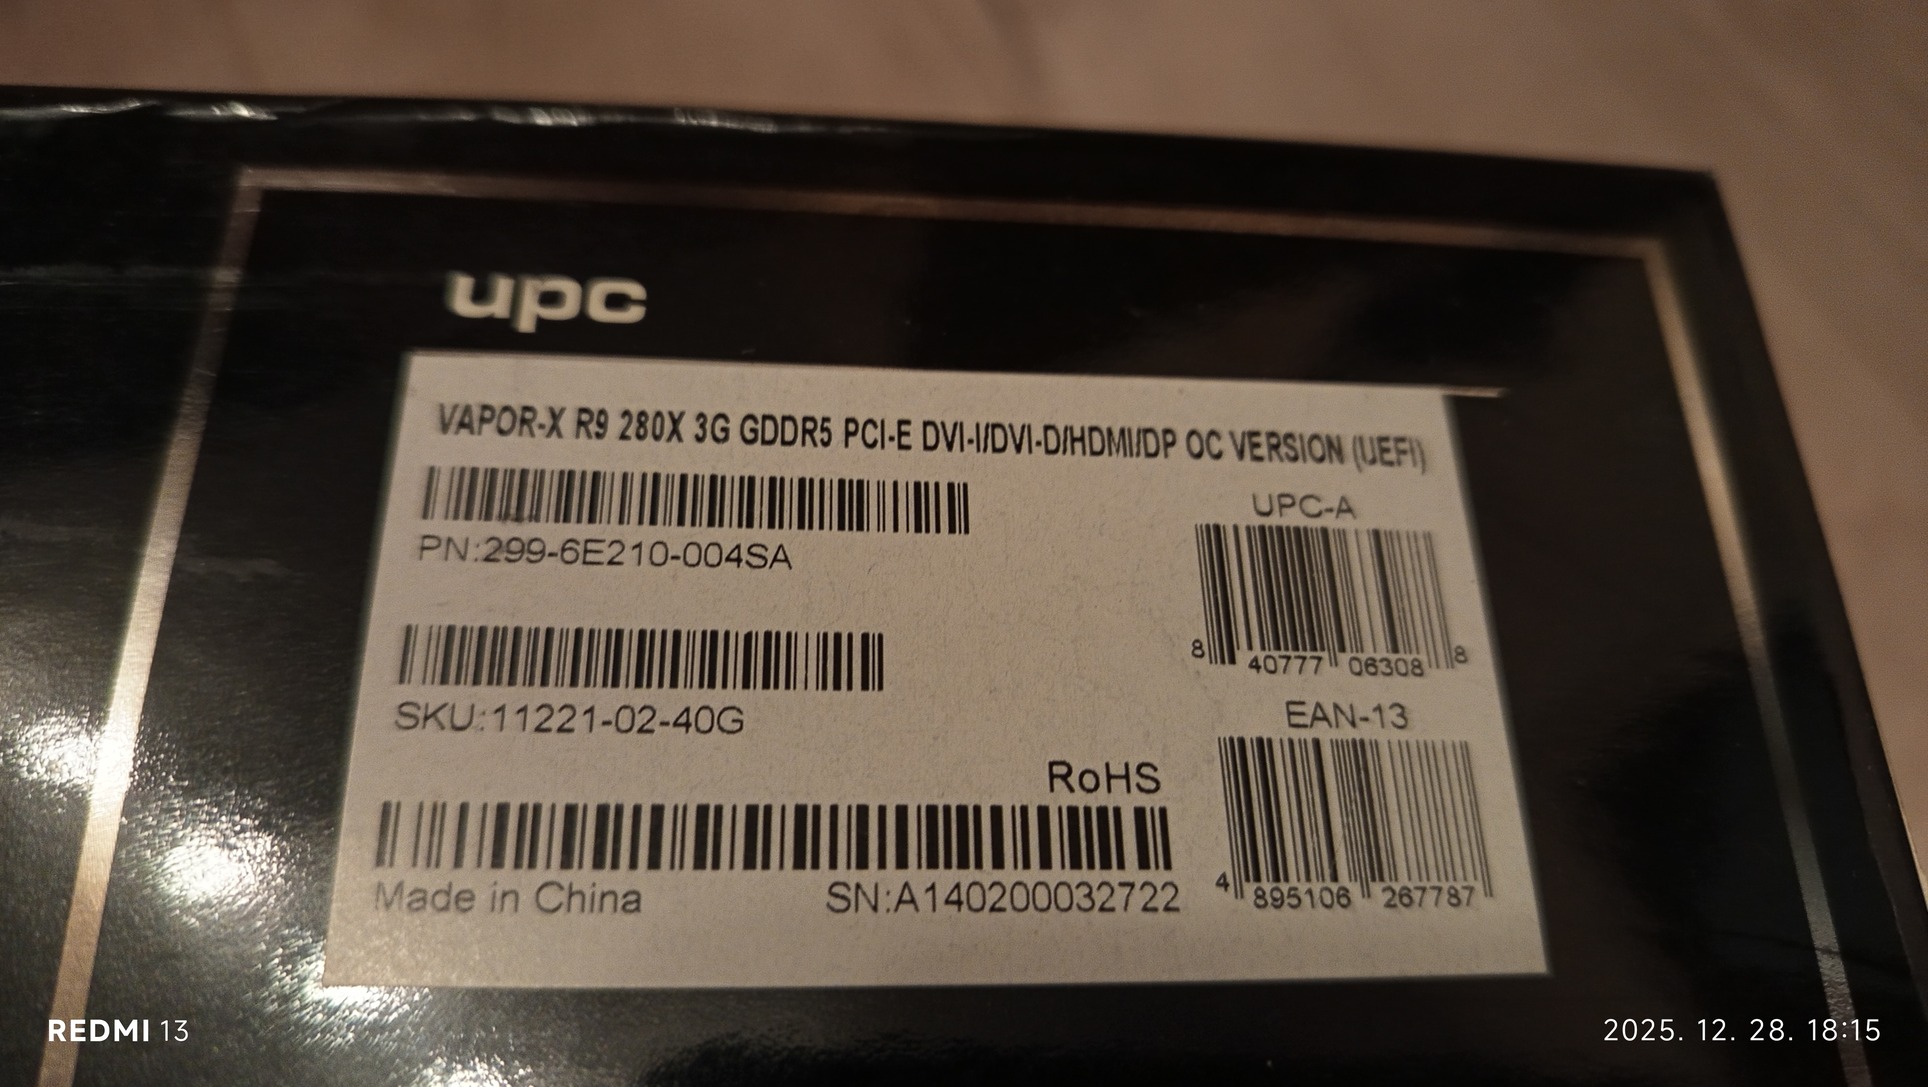 upc
VAPOR-X R9 280X 3G GDDR5 PCI-E DVI-I/DVI-D/HDMI/DP OC VERSION (UEFI)
UPC-A
PN:299-6E210-004SA
8 40777 06308 8
SKU:11221-02-40G
EAN-13
RoHS
4 895106 267787
Made in China SN:A140200032722
REDMI 13
2025. 12. 28. 18:15